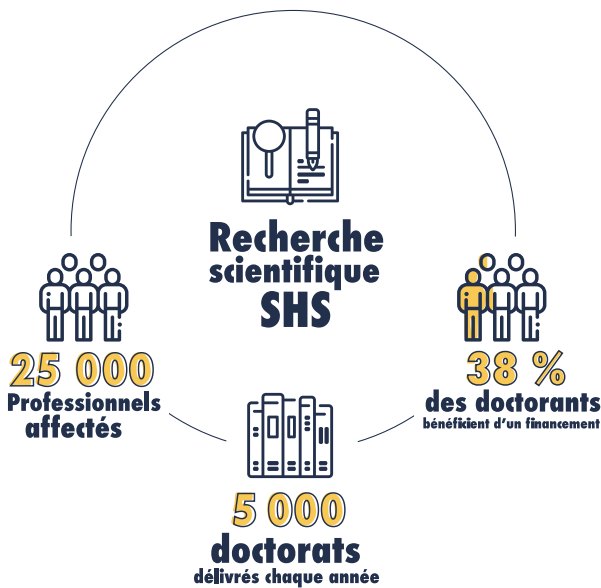 Recherche
scientifique
SHS
25 000
Professionnels
affectés
38 %
des doctorants
bénéficient d'un financement
5 000
doctorats
délivrés chaque année